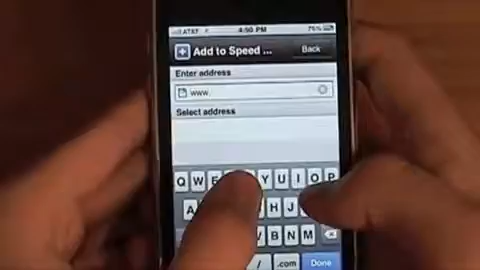 AT&T 4:50 PM 75%
Add to Speed ... Back
Enter address
www.
Select address
Q W E Y U I O P
A H J
V B N M
/ .com Done